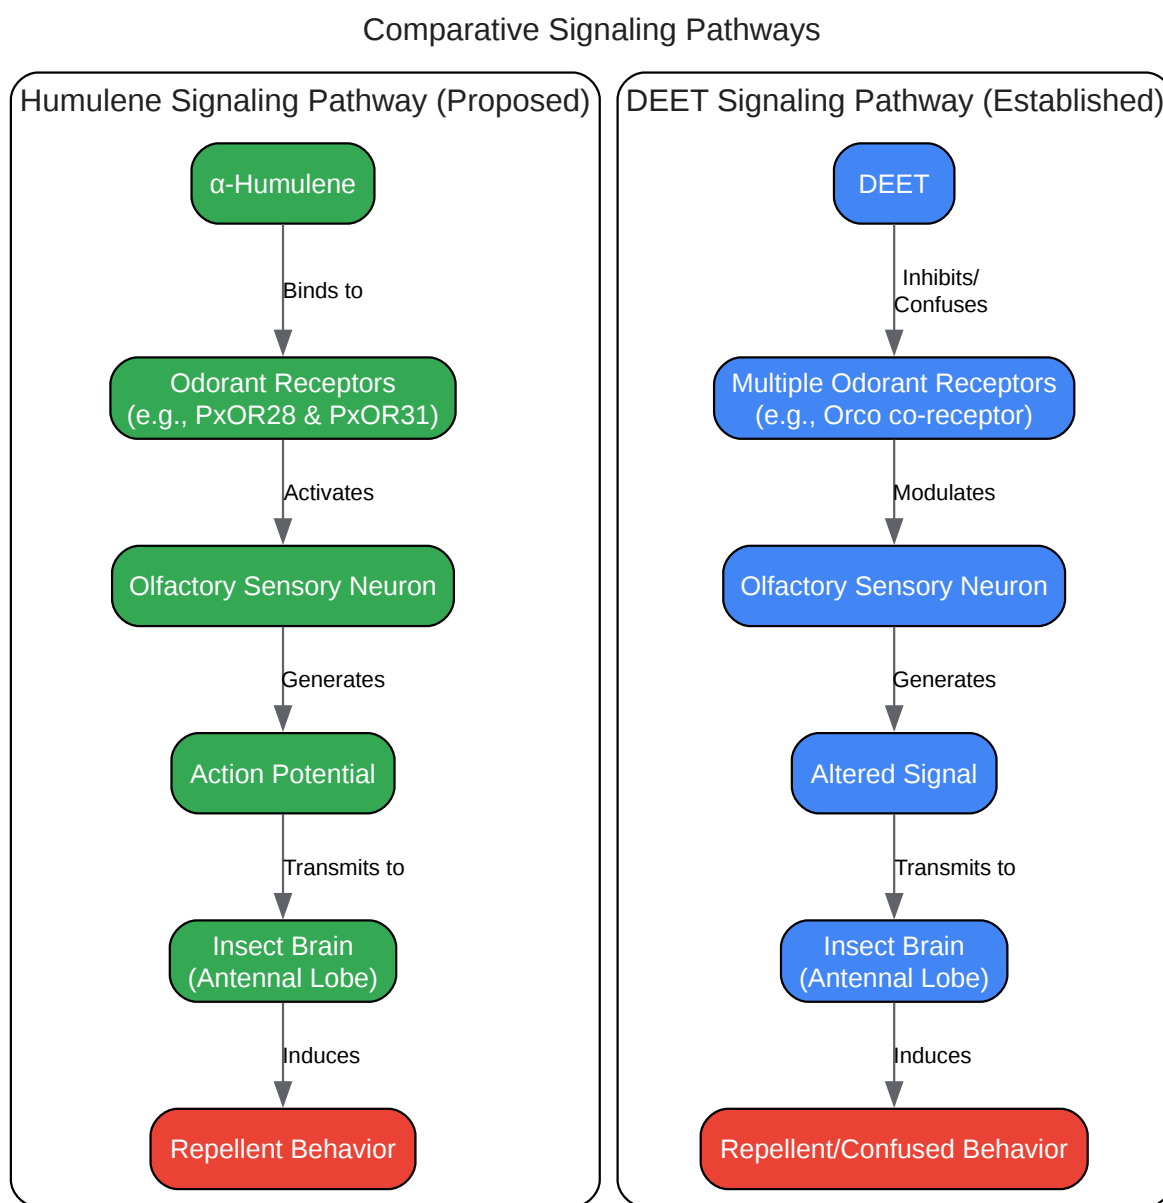 Comparative Signaling Pathways
Humulene Signaling Pathway (Proposed)
α-Humulene
Binds to
Odorant Receptors
(e.g., PxOR28 & PxOR31)
Activates
Olfactory Sensory Neuron
Generates
Action Potential
Transmits to
Insect Brain
(Antennal Lobe)
Induces
Repellent Behavior
DEET Signaling Pathway (Established)
DEET
Inhibits/
Confuses
Multiple Odorant Receptors
(e.g., Orco co-receptor)
Modulates
Olfactory Sensory Neuron
Generates
Altered Signal
Transmits to
Insect Brain
(Antennal Lobe)
Induces
Repellent/Confused Behavior